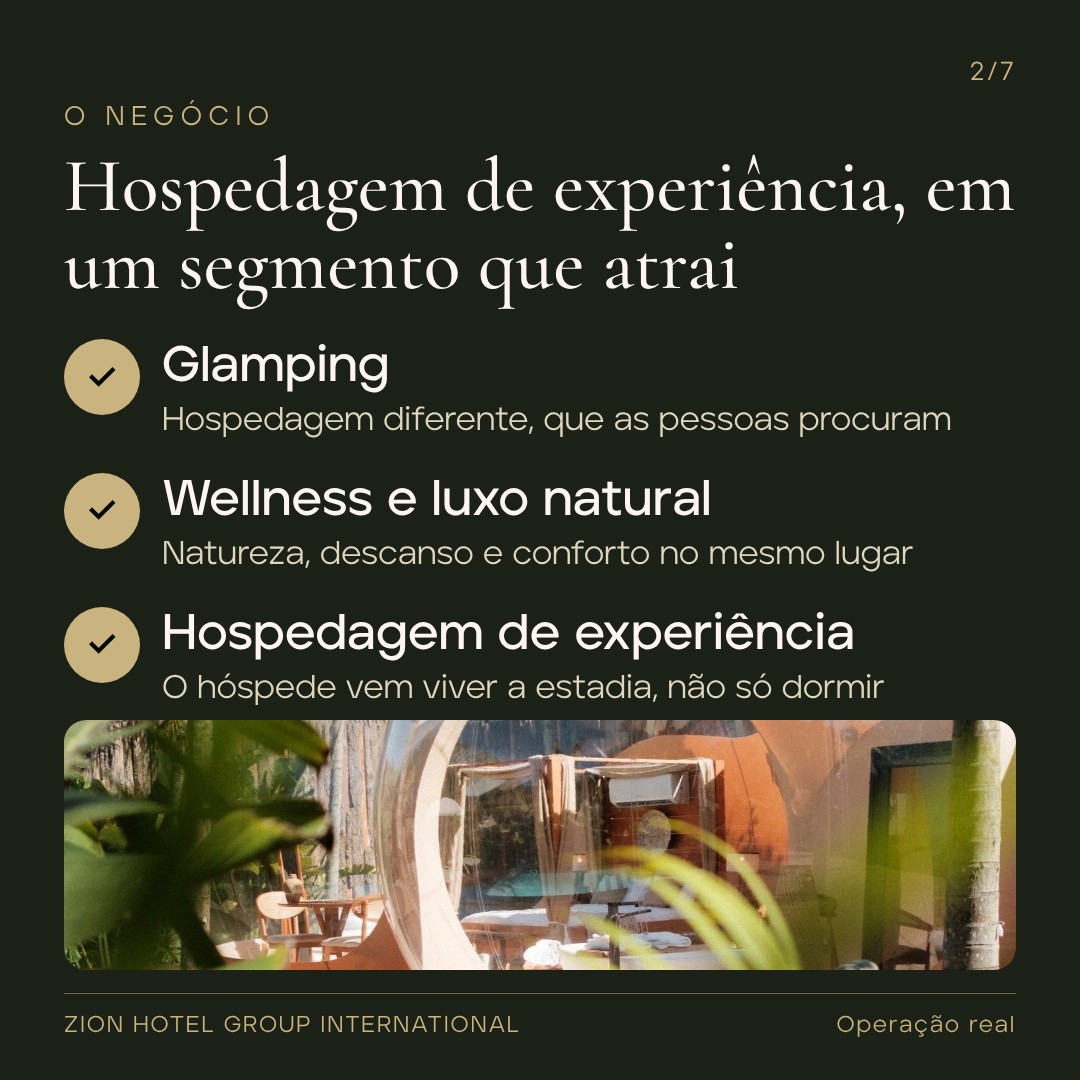 2/7
O NEGÓCIO
Hospedagem de experiência, em
um segmento que atrai
Glamping
Hospedagem diferente, que as pessoas procuram
Wellness e luxo natural
Natureza, descanso e conforto no mesmo lugar
Hospedagem de experiência
O hóspede vem viver a estadia, não só dormir
ZION HOTEL GROUP INTERNATIONAL
Operação real